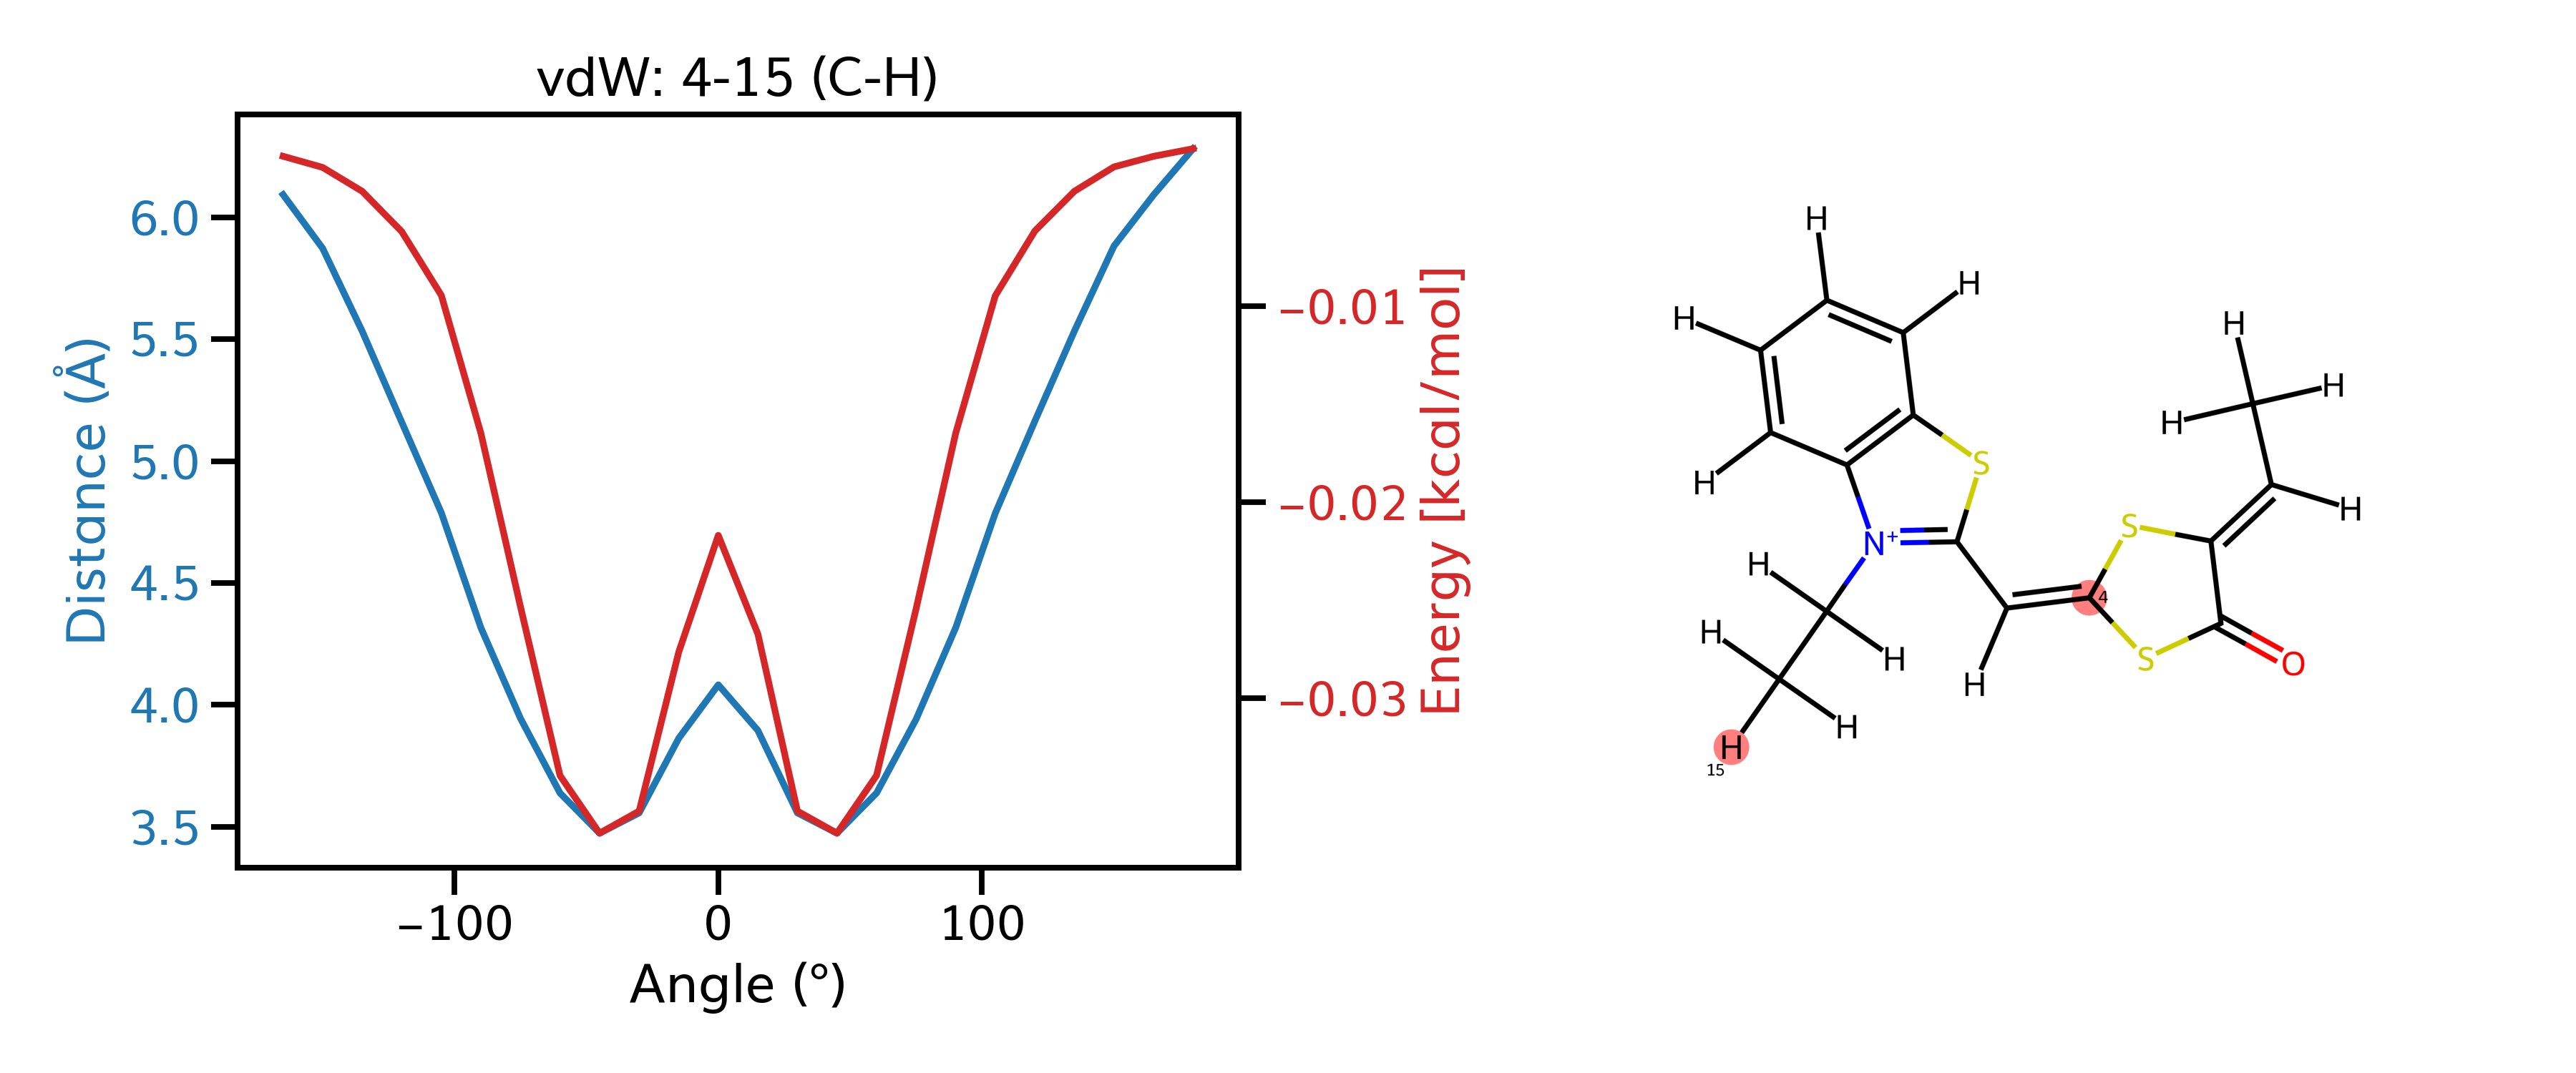 vdW: 4-15 (C-H)
6.0
5.5
5.0
4.5
4.0
3.5
Distance (Å)
−0.01
−0.02
−0.03
Energy [kcal/mol]
−100 0 100
Angle (°)
H
H
H
H
H
H
H
S
H
H
S
N⁺
H
4
H
H
S
O
H
H
H
15